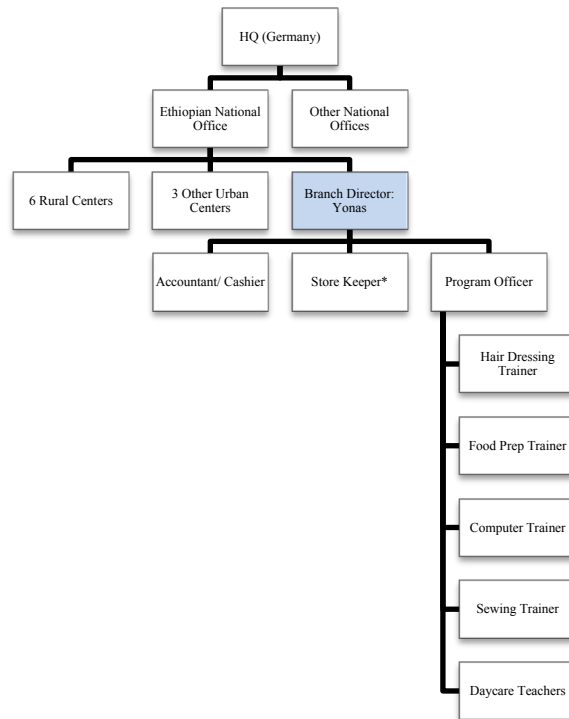 HQ (Germany)
Ethiopian National
Office
Other National
Offices
6 Rural Centers
3 Other Urban
Centers
Branch Director:
Yonas
Accountant/ Cashier
Store Keeper*
Program Officer
Hair Dressing
Trainer
Food Prep Trainer
Computer Trainer
Sewing Trainer
Daycare Teachers